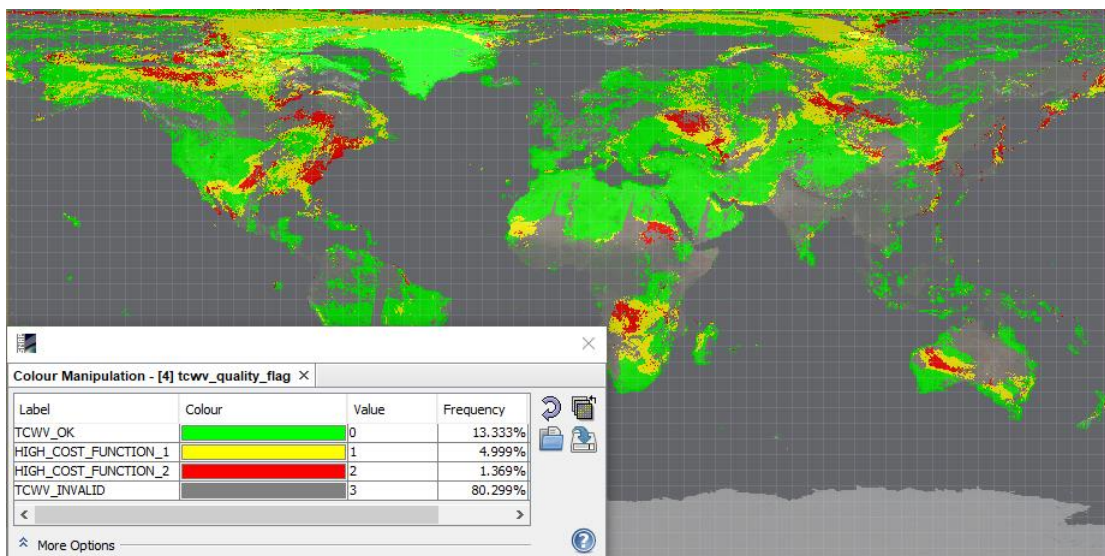 Colour Manipulation - [4] tcwv_quality_flag
Label Colour Value Frequency
TCWV_OK 0 13.333%
HIGH_COST_FUNCTION_1 1 4.999%
HIGH_COST_FUNCTION_2 2 1.369%
TCWV_INVALID 3 80.299%
More Options